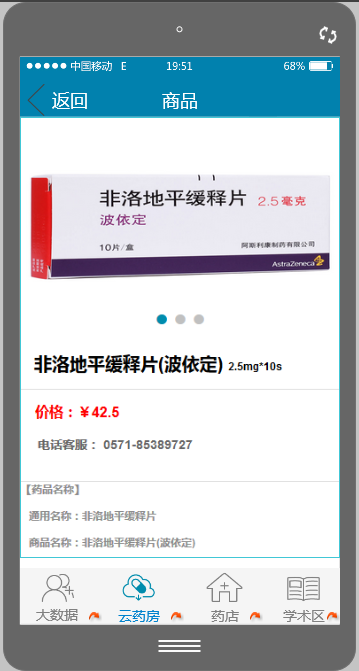 中国移动 E 19:51 68%
返回 商品
非洛地平缓释片 2.5毫克
波依定
10片/盒 阿斯利康制药有限公司
AstraZeneca
非洛地平缓释片(波依定) 2.5mg*10s
价格：￥42.5
电话客服： 0571-85389727
【药品名称】
通用名称：非洛地平缓释片
商品名称：非洛地平缓释片(波依定)
大数据 云药房 药店 学术区